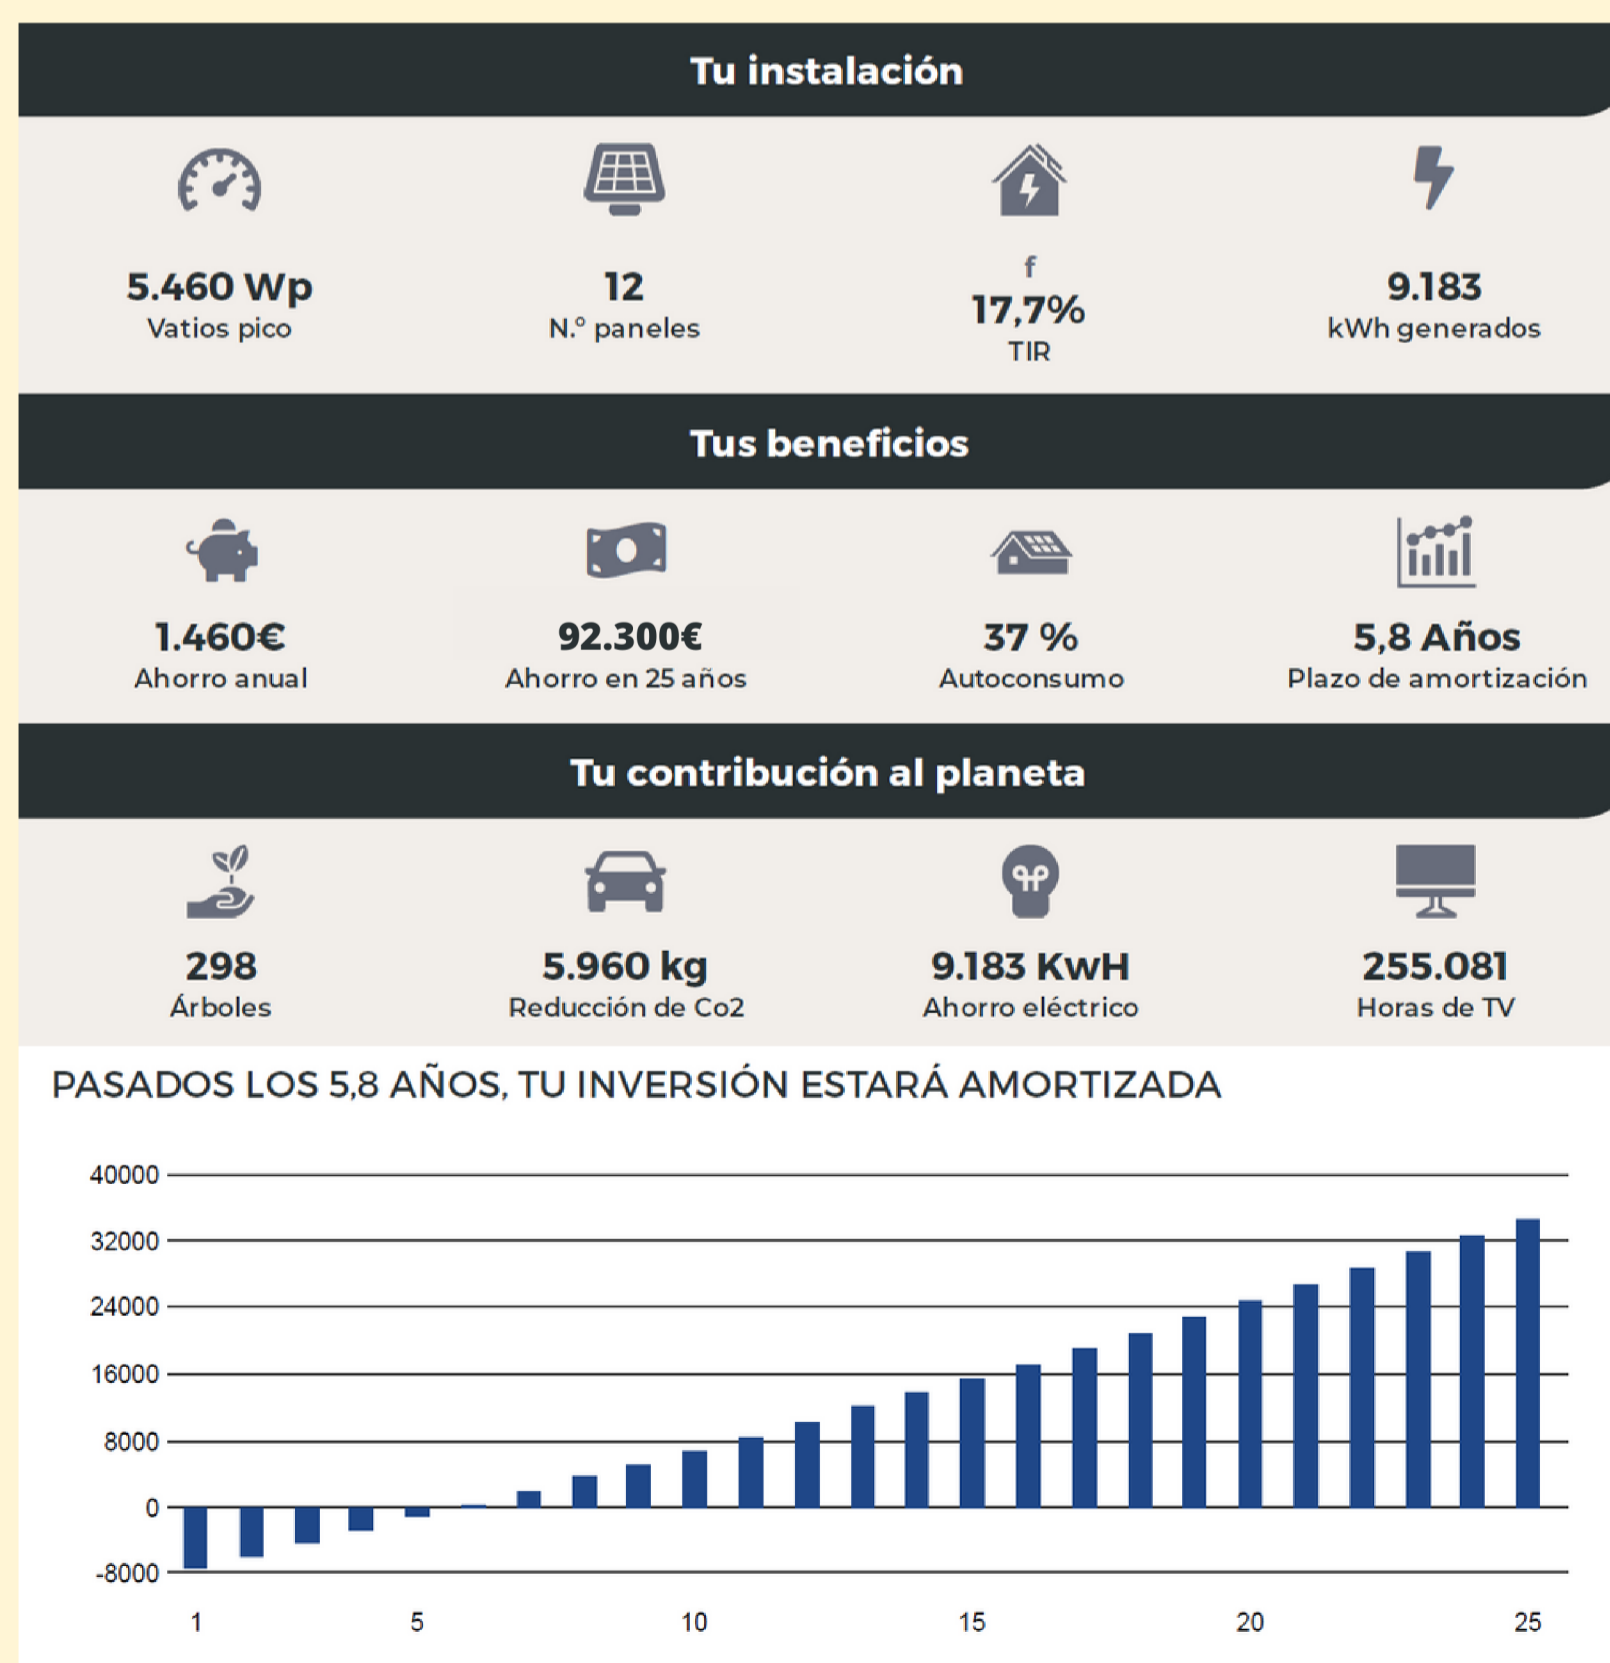 Tu instalación
5.460 Wp
Vatios pico
12
N.º paneles
f
17,7%
TIR
9.183
kWh generados
Tus beneficios
1.460€
Ahorro anual
92.300€
Ahorro en 25 años
37 %
Autoconsumo
5,8 Años
Plazo de amortización
Tu contribución al planeta
298
Árboles
5.960 kg
Reducción de Co2
9.183 KwH
Ahorro eléctrico
255.081
Horas de TV
PASADOS LOS 5,8 AÑOS, TU INVERSIÓN ESTARÁ AMORTIZADA
40000
32000
24000
16000
8000
0
-8000
1 5 10 15 20 25